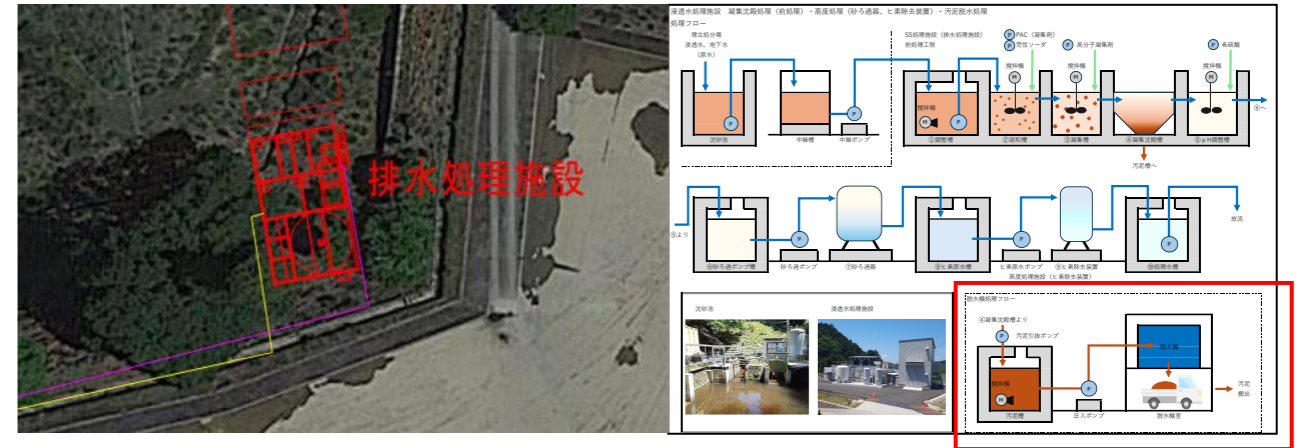 排水処理施設
浸透水処理施設 凝集沈殿処理（前処理）・高度処理（砂ろ過器、ヒ素除去装置）・汚泥脱水処理
処理フロー
埋立処分場
浸透水、地下水
（原水）
SS処理施設（排水処理施設）
前処理工程
P PAC（凝集剤）
P 苛性ソーダ
P 高分子凝集剤
P 希硫酸
撹拌機
M
撹拌機
M
撹拌機
M
撹拌機
M
P
P
P
⑥へ
沈砂池
中継槽
中継ポンプ
①調整槽
②混和槽
③凝集槽
④凝集沈殿槽
⑤pH調整槽
汚泥槽へ
⑤より
放流
P
P
P
⑥砂ろ過ポンプ槽
砂ろ過ポンプ
⑦砂ろ過器
⑧ヒ素原水槽
ヒ素原水ポンプ
⑨ヒ素除去装置
⑩処理水槽
高度処理施設（ヒ素除去装置）
沈砂池
浸透水処理施設
脱水機処理フロー
④凝集沈殿槽より
P 汚泥引抜ポンプ
撹拌機
M
P
脱水機
汚泥
搬出
汚泥槽
圧入ポンプ
脱水機室